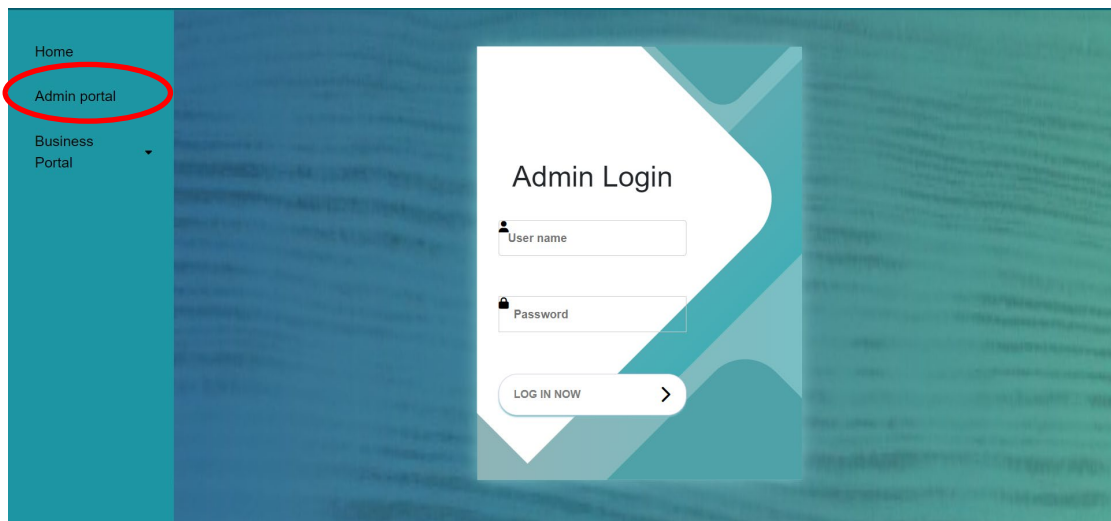 Home
Admin portal
Business
Portal
Admin Login
User name
Password
LOG IN NOW